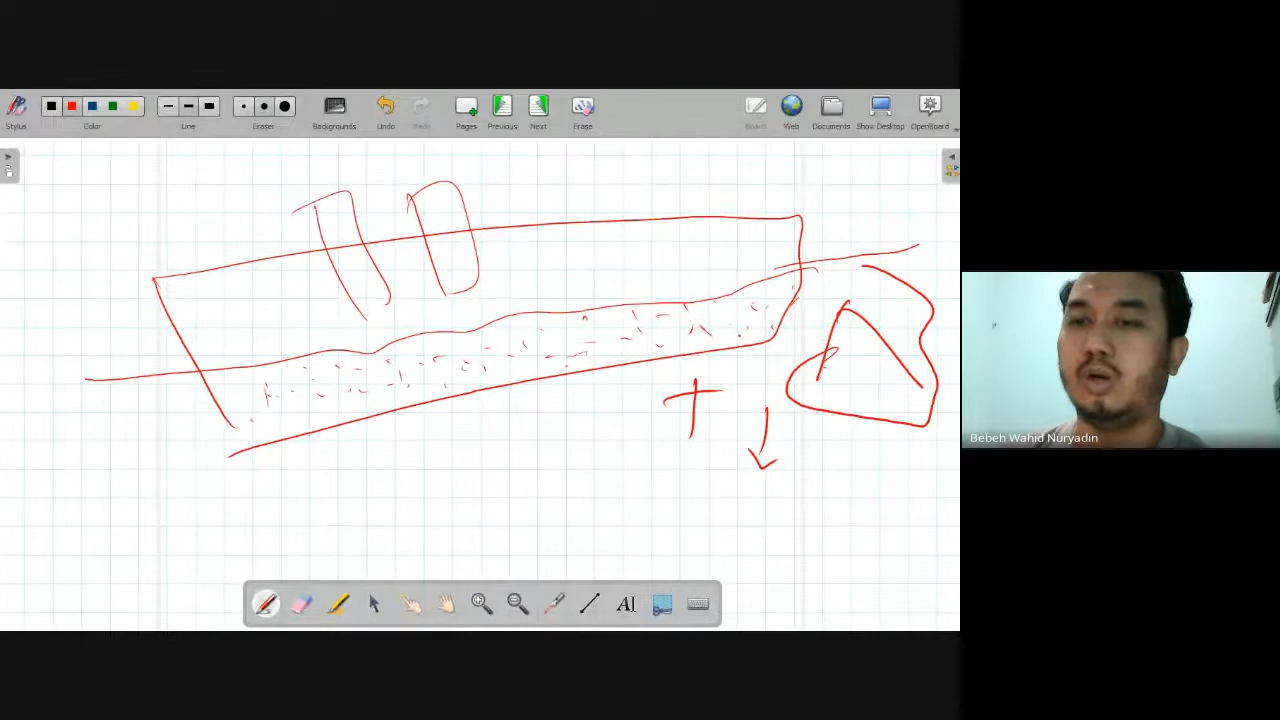 Stylus
Color
Line
Eraser
Backgrounds
Undo
Redo
Pages
Previous
Next
Erase
Board
Web
Documents
Show Desktop
OpenBoard
Bebeh Wahid Nuryadin
+
AI